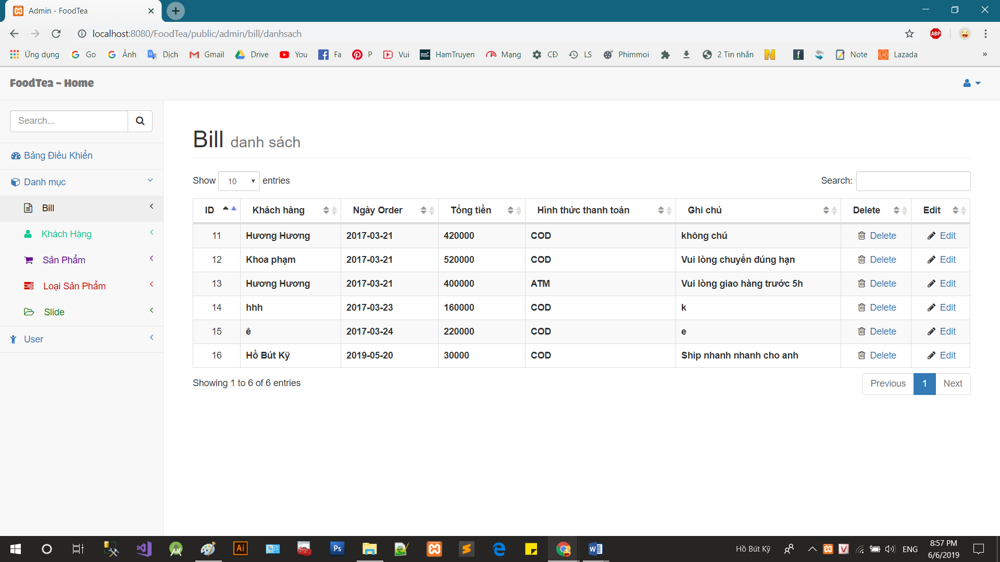 Admin - FoodTea
localhost:8080/FoodTea/public/admin/bill/danhsach
ABP
Ứng dụng Go Ảnh Dịch Gmail Drive You Fa P Vui HamTruyen Mạng CĐ LS Phimmoi 2 Tin nhắn Note Lazada »
FoodTea - Home
Search...
Bảng Điều Khiển
Danh mục
Bill
Khách Hàng
Sản Phẩm
Loại Sản Phẩm
Slide
User
Bill danh sách
Show 10 entries Search:
ID Khách hàng Ngày Order Tổng tiền Hình thức thanh toán Ghi chú Delete Edit
11 Hương Hương 2017-03-21 420000 COD không chú Delete Edit
12 Khoa phạm 2017-03-21 520000 COD Vui lòng chuyển đúng hạn Delete Edit
13 Hương Hương 2017-03-21 400000 ATM Vui lòng giao hàng trước 5h Delete Edit
14 hhh 2017-03-23 160000 COD k Delete Edit
15 ê 2017-03-24 220000 COD e Delete Edit
16 Hồ Bút Kỹ 2019-05-20 30000 COD Ship nhanh nhanh cho anh Delete Edit
Showing 1 to 6 of 6 entries Previous 1 Next
Ai Ps Hồ Bút Kỹ ENG 8:57 PM
6/6/2019